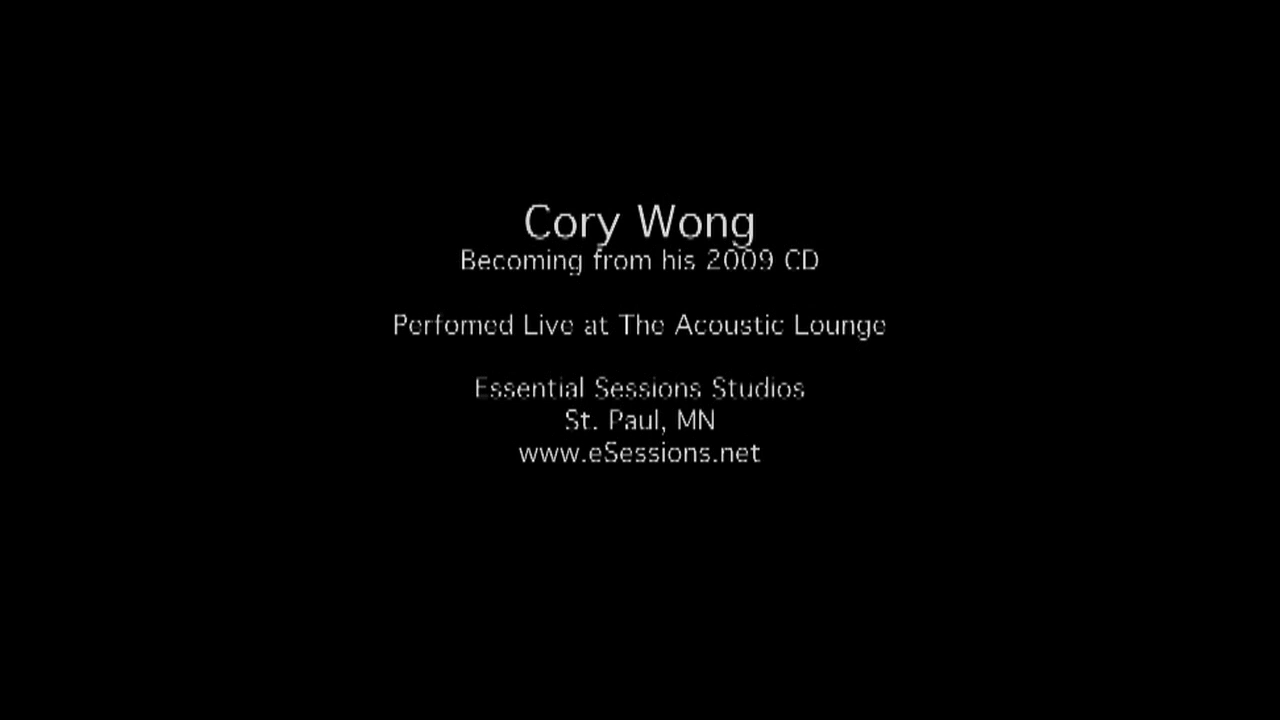 Cory Wong
Becoming from his 2009 CD
Perfomed Live at The Acoustic Lounge
Essential Sessions Studios
St. Paul, MN
www.eSessions.net